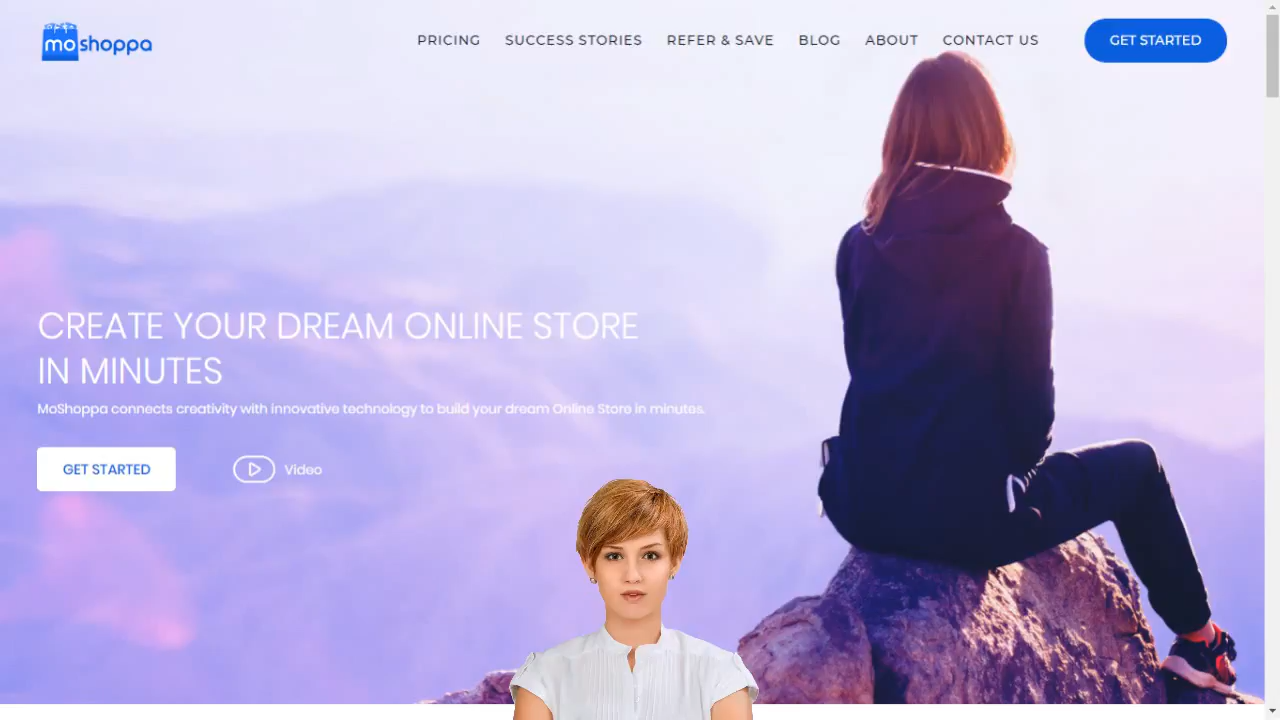 moshoppa
PRICING SUCCESS STORIES REFER & SAVE BLOG ABOUT CONTACT US GET STARTED
CREATE YOUR DREAM ONLINE STORE
IN MINUTES
MoShoppa connects creativity with innovative technology to build your dream Online Store in minutes.
GET STARTED Video